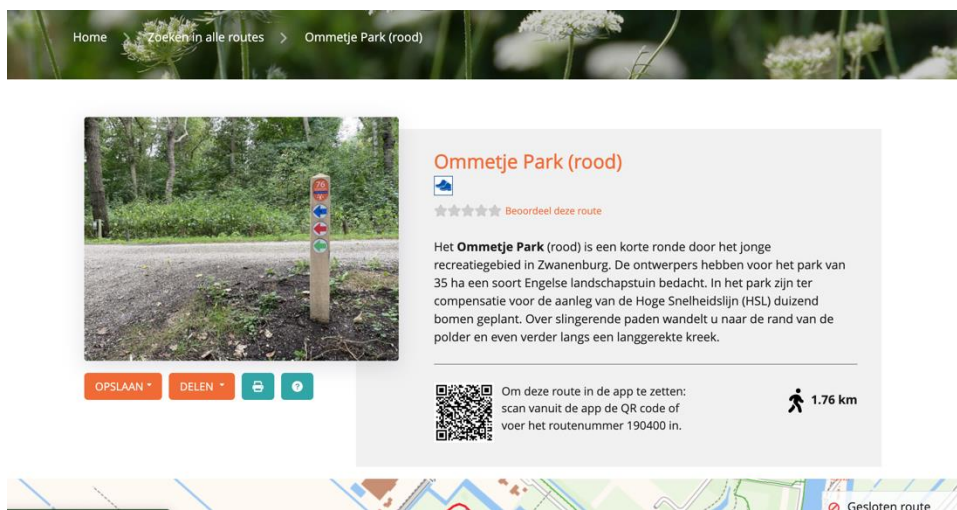 Home > Zoeken in alle routes > Ommetje Park (rood)
76
Ommetje Park (rood)
Beoordeel deze route
Het Ommetje Park (rood) is een korte ronde door het jonge
recreatiegebied in Zwanenburg. De ontwerpers hebben voor het park van
35 ha een soort Engelse landschapstuin bedacht. In het park zijn ter
compensatie voor de aanleg van de Hoge Snelheidslijn (HSL) duizend
bomen geplant. Over slingerende paden wandelt u naar de rand van de
polder en even verder langs een langgerekte kreek.
OPSLAAN
DELEN
?
Om deze route in de app te zetten:
scan vanuit de app de QR code of
voer het routenummer 190400 in.
1.76 km
Gesloten route